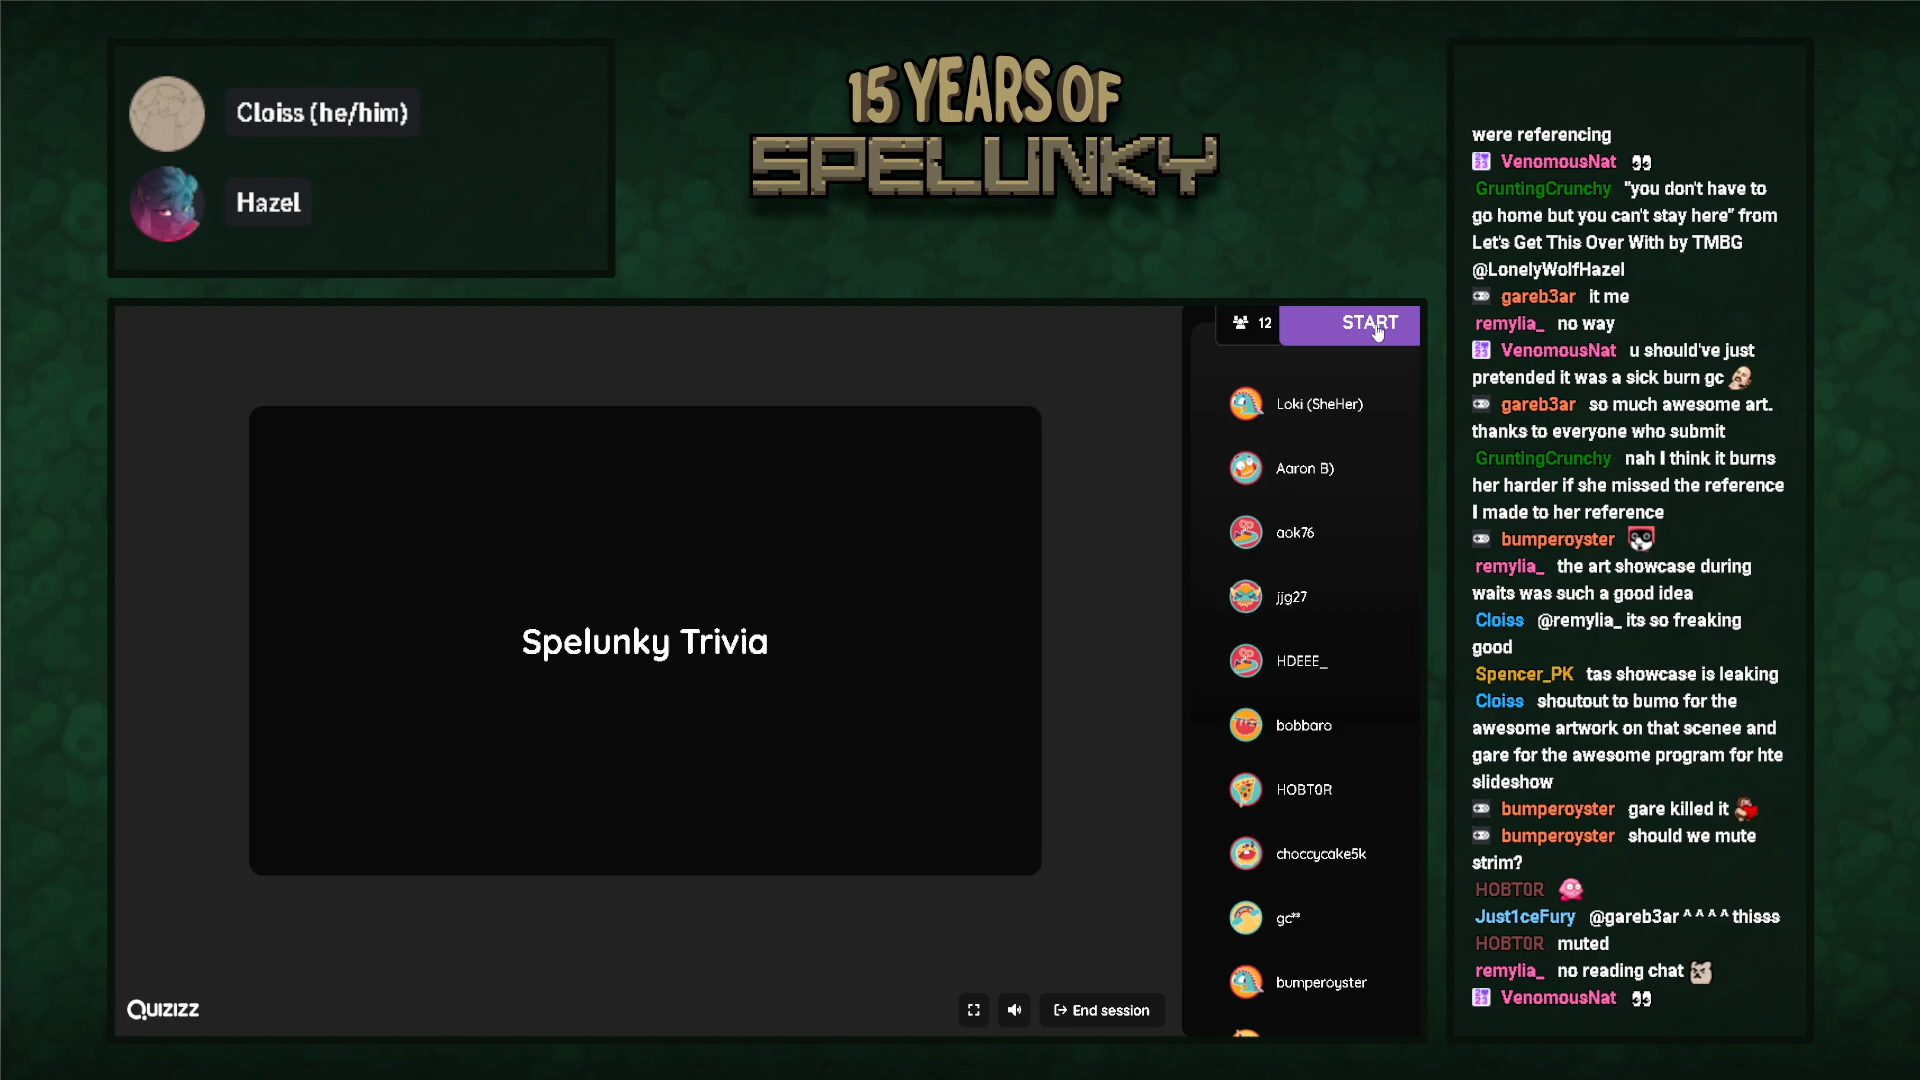 Cloiss (he/him)
Hazel
15 YEARS OF
SPELUNKY
12
START
Loki (SheHer)
Aaron B)
aok76
jjg27
HDEEE_
bobbaro
HOBT0R
choccycake5k
gc**
bumperoyster
Spelunky Trivia
Quizizz
End session
were referencing
VenomousNat
GruntingCrunchy "you don't have to
go home but you can't stay here" from
Let's Get This Over With by TMBG
@LonelyWolfHazel
gareb3ar it me
remylia_ no way
VenomousNat u should've just
pretended it was a sick burn gc
gareb3ar so much awesome art.
thanks to everyone who submit
GruntingCrunchy nah I think it burns
her harder if she missed the reference
I made to her reference
bumperoyster
remylia_ the art showcase during
waits was such a good idea
Cloiss @remylia_ its so freaking
good
Spencer_PK tas showcase is leaking
Cloiss shoutout to bumo for the
awesome artwork on that scenee and
gare for the awesome program for hte
slideshow
bumperoyster gare killed it
bumperoyster should we mute
strim?
HOBT0R
Just1ceFury @gareb3ar ^ ^ ^ ^ thisss
HOBT0R muted
remylia_ no reading chat
VenomousNat